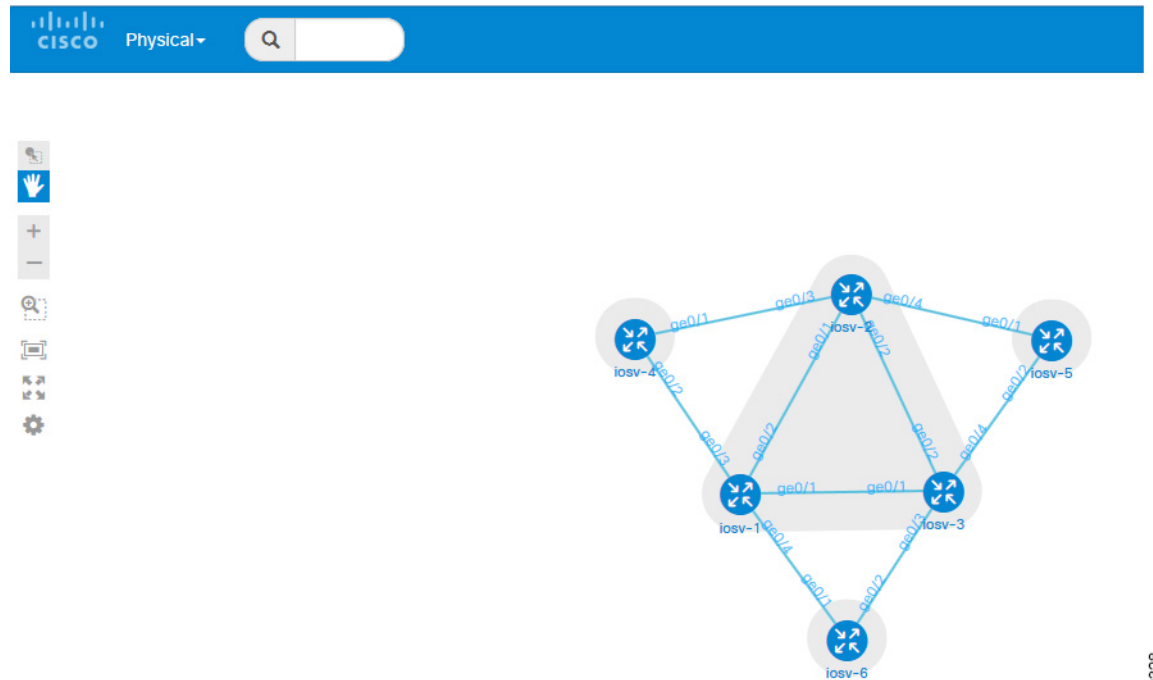 CISCO
Physical
ge0/3
ge0/4
ge0/1
ge0/1
iosv-2
ge0/1
ge0/2
iosv-4
iosv-5
ge0/2
ge0/2
ge0/3
ge0/2
ge0/2
ge0/4
ge0/1
ge0/1
iosv-1
iosv-3
ge0/4
ge0/3
ge0/1
ge0/2
iosv-6